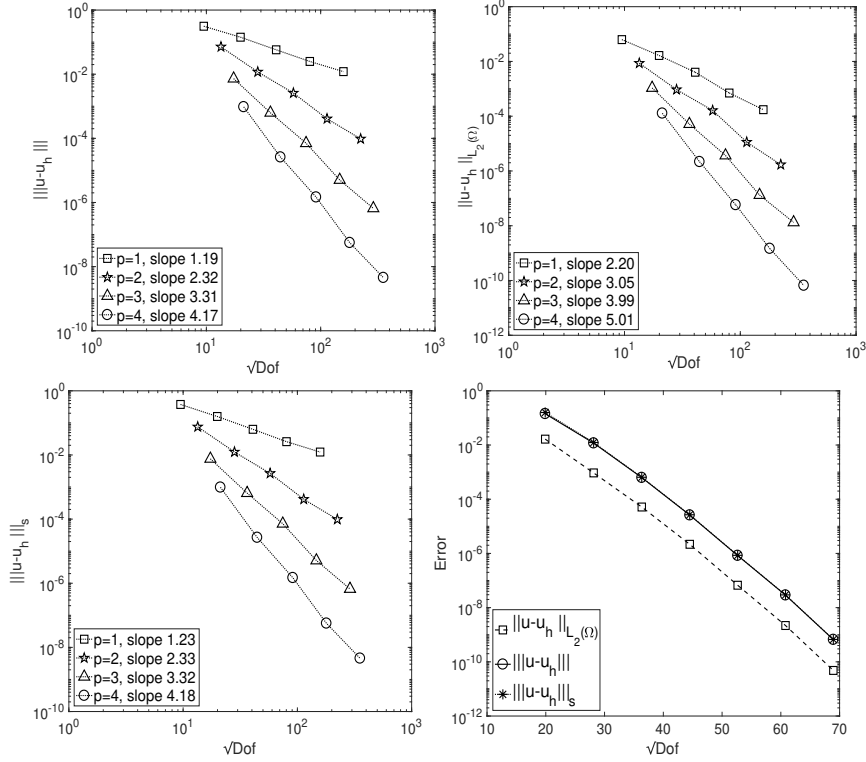 10^0
10^-2
10^-4
10^-6
10^-8
10^-10
10^0
10^1
10^2
10^3
|||u-u_h|||
√Dof
p=1, slope 1.19
p=2, slope 2.32
p=3, slope 3.31
p=4, slope 4.17
10^0
10^-2
10^-4
10^-6
10^-8
10^-10
10^-12
10^0
10^1
10^2
10^3
||u-u_h||_L_2(Ω)
√Dof
p=1, slope 2.20
p=2, slope 3.05
p=3, slope 3.99
p=4, slope 5.01
10^0
10^-2
10^-4
10^-6
10^-8
10^-10
10^0
10^1
10^2
10^3
|||u-u_h|||_s
√Dof
p=1, slope 1.23
p=2, slope 2.33
p=3, slope 3.32
p=4, slope 4.18
10^0
10^-2
10^-4
10^-6
10^-8
10^-10
10^-12
10
20
30
40
50
60
70
Error
√Dof
||u-u_h||_L_2(Ω)
|||u-u_h|||
|||u-u_h|||_s